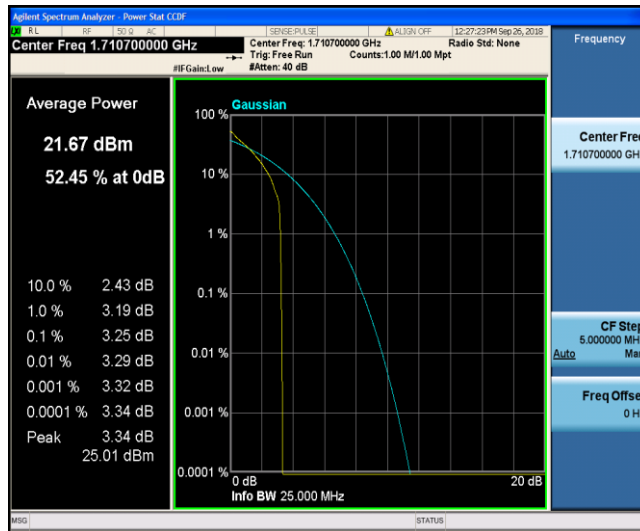 Agilent Spectrum Analyzer - Power Stat CCDF
RL RF 50 Ω AC SENSE:PULSE ALIGN OFF 12:27:23 PM Sep 26, 2018
Center Freq 1.710700000 GHz
Center Freq: 1.710700000 GHz Radio Std: None
Trig: Free Run Counts:1.00 M/1.00 Mpt
#IFGain:Low #Atten: 40 dB
Frequency
Average Power
21.67 dBm
52.45 % at 0dB
10.0 % 2.43 dB
1.0 % 3.19 dB
0.1 % 3.25 dB
0.01 % 3.29 dB
0.001 % 3.32 dB
0.0001 % 3.34 dB
Peak 3.34 dB
25.01 dBm
Gaussian
100 %
10 %
1 %
0.1 %
0.01 %
0.001 %
0.0001 %
0 dB 20 dB
Info BW 25.000 MHz
Center Fre
1.710700000 GH
CF Step
5.000000 MH
Auto Ma
Freq Offse
0 H
MSG STATUS